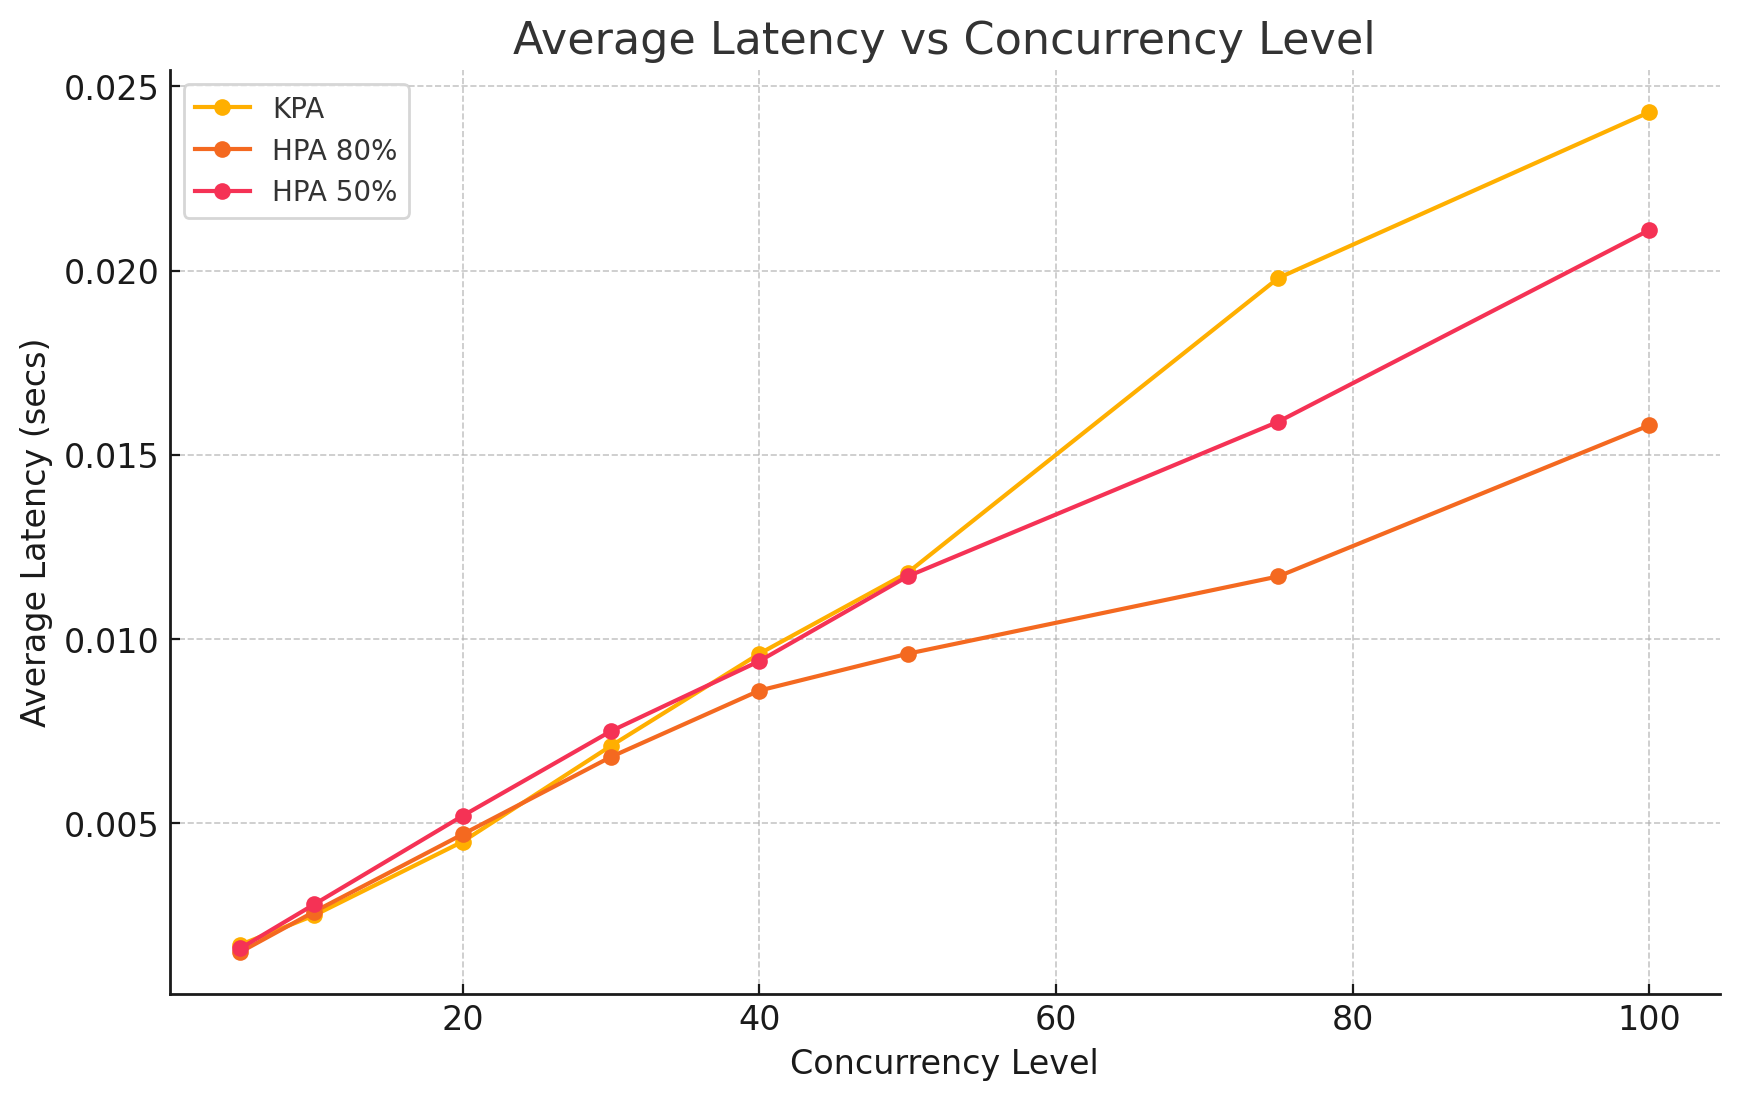 Average Latency vs Concurrency Level
KPA
HPA 80%
HPA 50%
Average Latency (secs)
0.025
0.020
0.015
0.010
0.005
20 40 60 80 100
Concurrency Level